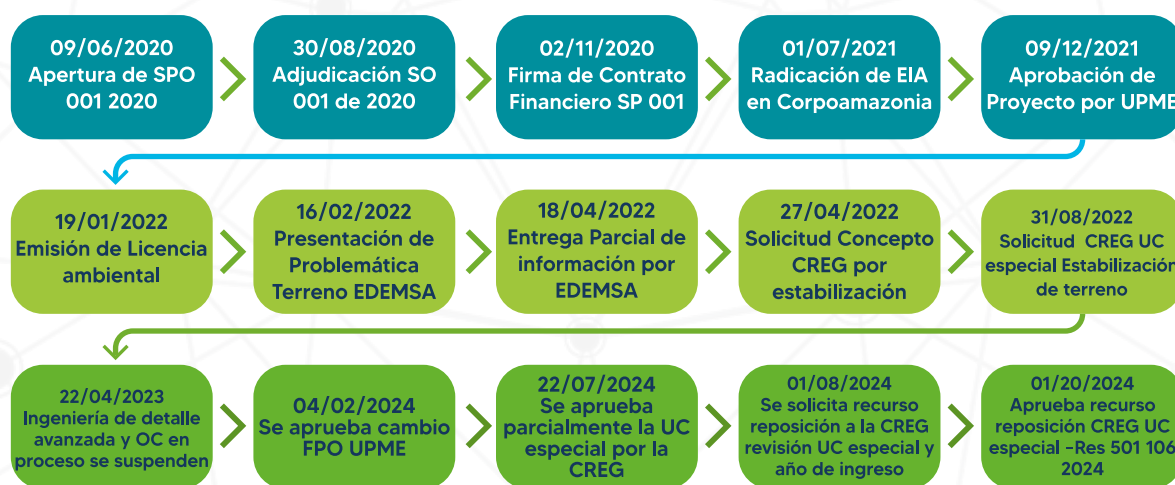 09/06/2020
Apertura de SPO
001 2020
30/08/2020
Adjudicación SO
001 de 2020
02/11/2020
Firma de Contrato
Financiero SP 001
01/07/2021
Radicación de EIA
en Corpoamazonia
09/12/2021
Aprobación de
Proyecto por UPME
19/01/2022
Emisión de Licencia
ambiental
16/02/2022
Presentación de
Problemática
Terreno EDEMSA
18/04/2022
Entrega Parcial de
información por
EDEMSA
27/04/2022
Solicitud Concepto
CREG por
estabilización
31/08/2022
Solicitud CREG UC
especial Estabilización
de terreno
22/04/2023
Ingeniería de detalle
avanzada y OC en
proceso se suspenden
04/02/2024
Se aprueba cambio
FPO UPME
22/07/2024
Se aprueba
parcialmente la UC
especial por la
CREG
01/08/2024
Se solicita recurso
reposición a la CREG
revisión UC especial y
año de ingreso
01/20/2024
Aprueba recurso
reposición CREG UC
especial -Res 501 106
2024